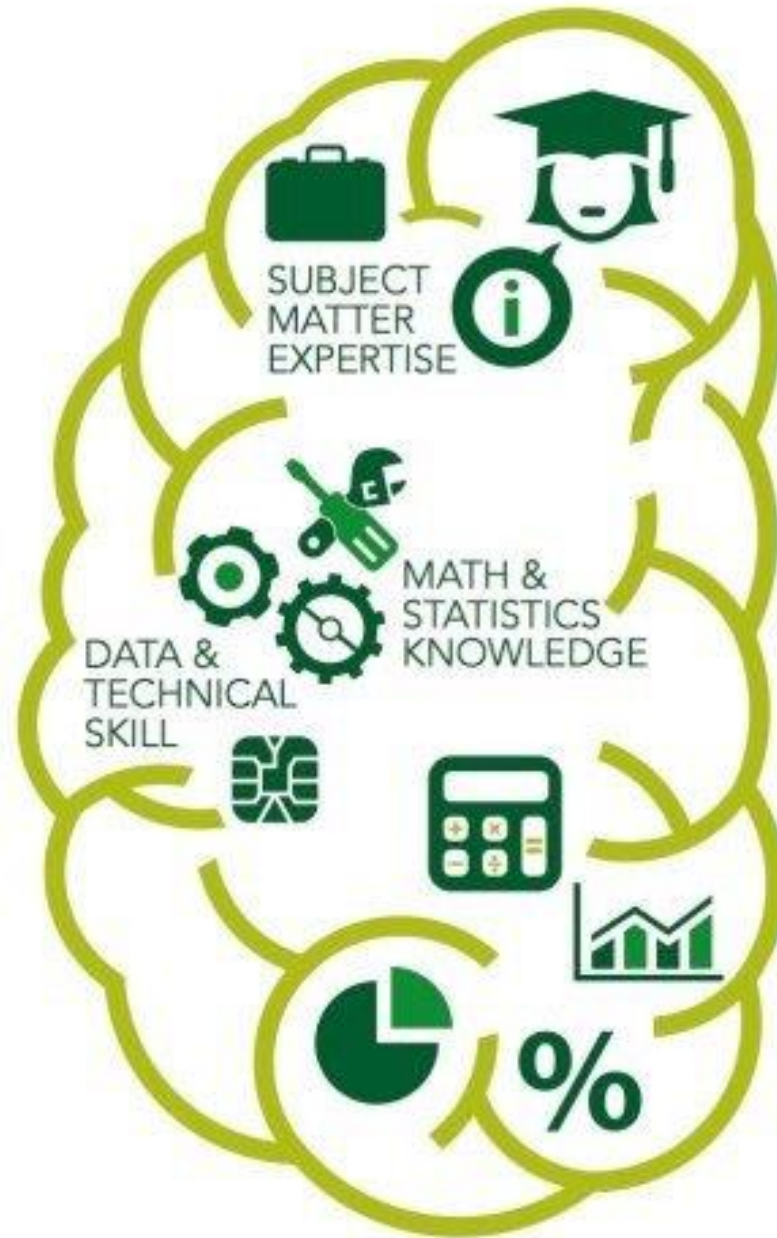 SUBJECT
MATTER
EXPERTISE
i
MATH &
STATISTICS
KNOWLEDGE
DATA &
TECHNICAL
SKILL
+ ×
- ÷ =
%